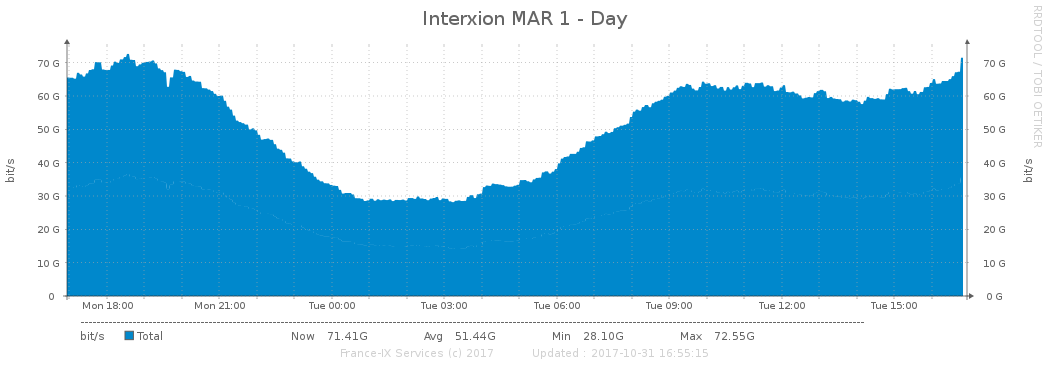 Interxion MAR 1 - Day
RRDTOOL / TOBI OETIKER
bit/s
70 G 70 G
60 G 60 G
50 G 50 G
40 G 40 G
30 G 30 G
20 G 20 G
10 G 10 G
0 0 G
bit/s
Mon 18:00 Mon 21:00 Tue 00:00 Tue 03:00 Tue 06:00 Tue 09:00 Tue 12:00 Tue 15:00
bit/s Total Now 71.41G Avg 51.44G Min 28.10G Max 72.55G
France-IX Services (c) 2017 Updated : 2017-10-31 16:55:15